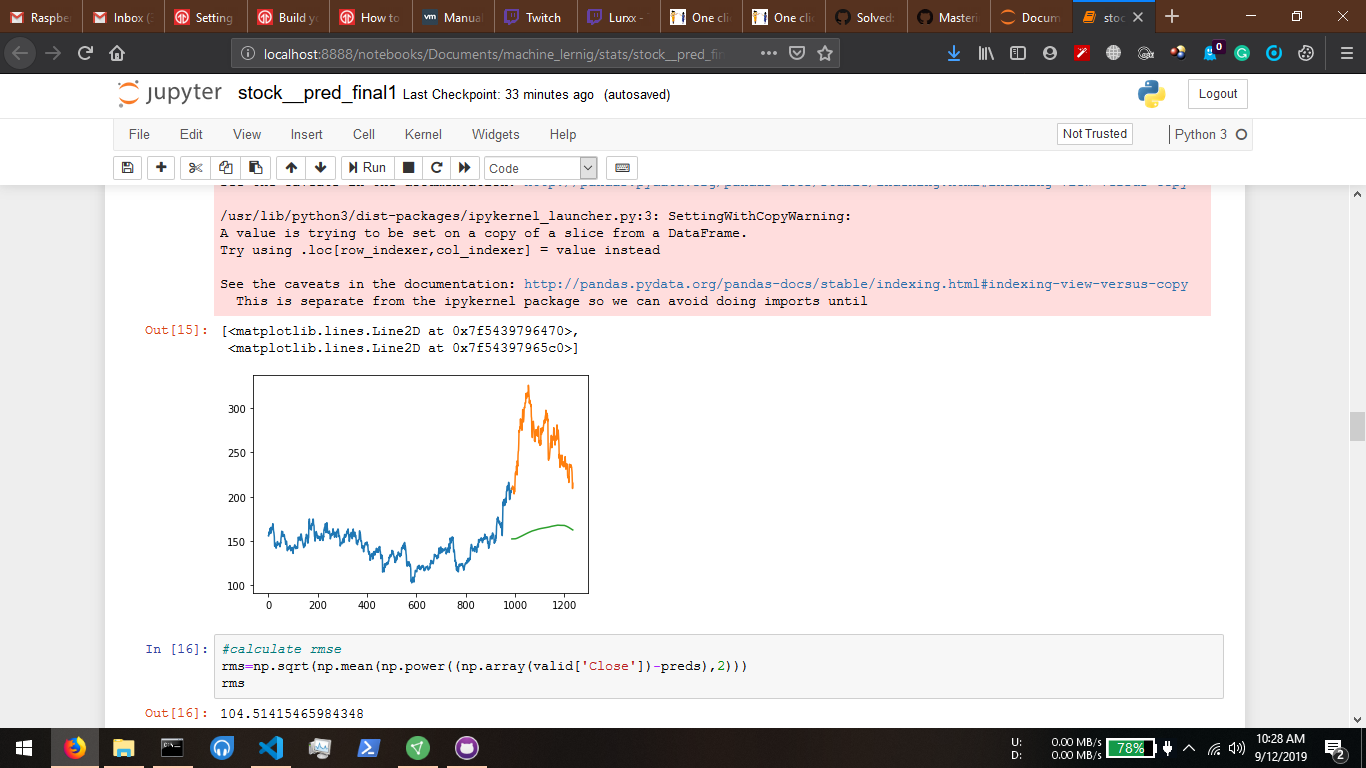 Raspbe
Inbox (
Setting
Build yo
How to
Manual
Twitch
Lurxx -
One clic
One clic
Solved:
Materia
Docum
stoc
localhost:8888/notebooks/Documents/machine_lernig/stats/stock__pred_fin
0
jupyter stock__pred_final1 Last Checkpoint: 33 minutes ago (autosaved)
Logout
File Edit View Insert Cell Kernel Widgets Help
Not Trusted
Python 3
Run
Code
/usr/lib/python3/dist-packages/ipykernel_launcher.py:3: SettingWithCopyWarning:
A value is trying to be set on a copy of a slice from a DataFrame.
Try using .loc[row_indexer,col_indexer] = value instead
See the caveats in the documentation: http://pandas.pydata.org/pandas-docs/stable/indexing.html#indexing-view-versus-copy
This is separate from the ipykernel package so we can avoid doing imports until
Out[15]: [<matplotlib.lines.Line2D at 0x7f5439796470>,
<matplotlib.lines.Line2D at 0x7f54397965c0>]
300
250
200
150
100
0 200 400 600 800 1000 1200
In [16]: #calculate rmse
rms=np.sqrt(np.mean(np.power((np.array(valid['Close'])-preds),2)))
rms
Out[16]: 104.51415465984348
U: 0.00 MB/s
D: 0.00 MB/s
78%
10:28 AM
9/12/2019
2